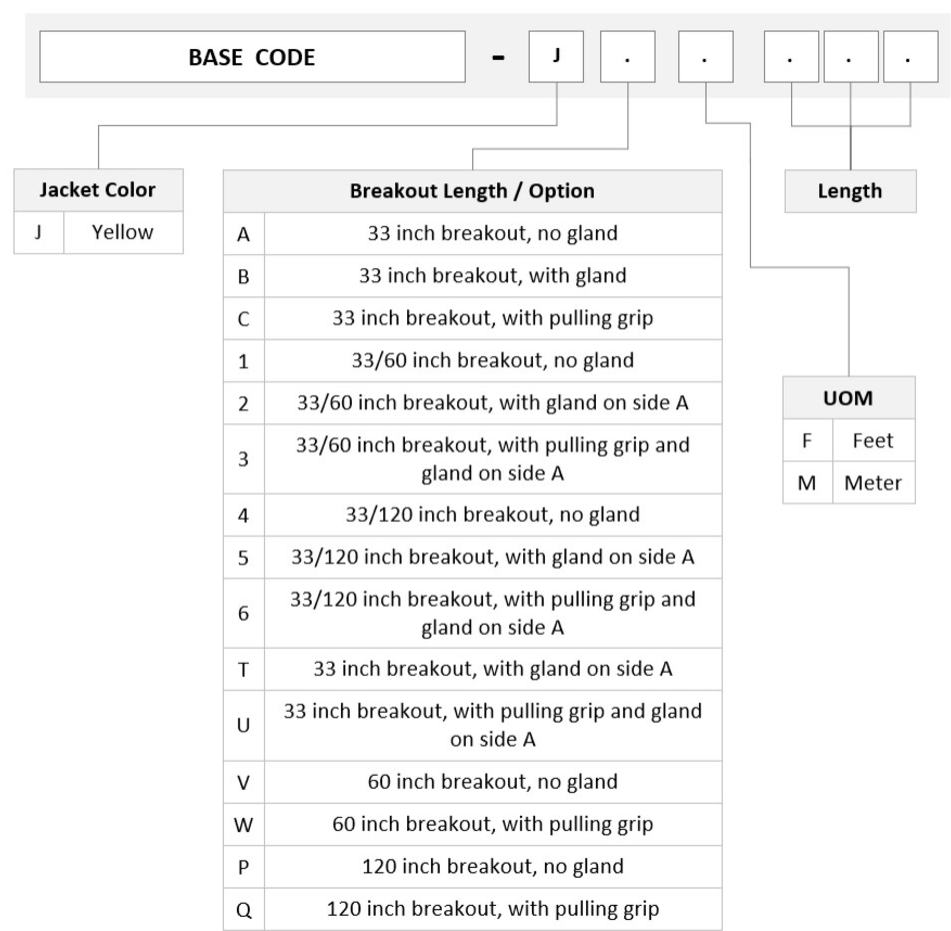 BASE CODE - J . . . . .
Jacket Color
J Yellow
Breakout Length / Option
A 33 inch breakout, no gland
B 33 inch breakout, with gland
C 33 inch breakout, with pulling grip
1 33/60 inch breakout, no gland
2 33/60 inch breakout, with gland on side A
3 33/60 inch breakout, with pulling grip and
gland on side A
4 33/120 inch breakout, no gland
5 33/120 inch breakout, with gland on side A
6 33/120 inch breakout, with pulling grip and
gland on side A
T 33 inch breakout, with gland on side A
U 33 inch breakout, with pulling grip and gland
on side A
V 60 inch breakout, no gland
W 60 inch breakout, with pulling grip
P 120 inch breakout, no gland
Q 120 inch breakout, with pulling grip
Length
UOM
F Feet
M Meter